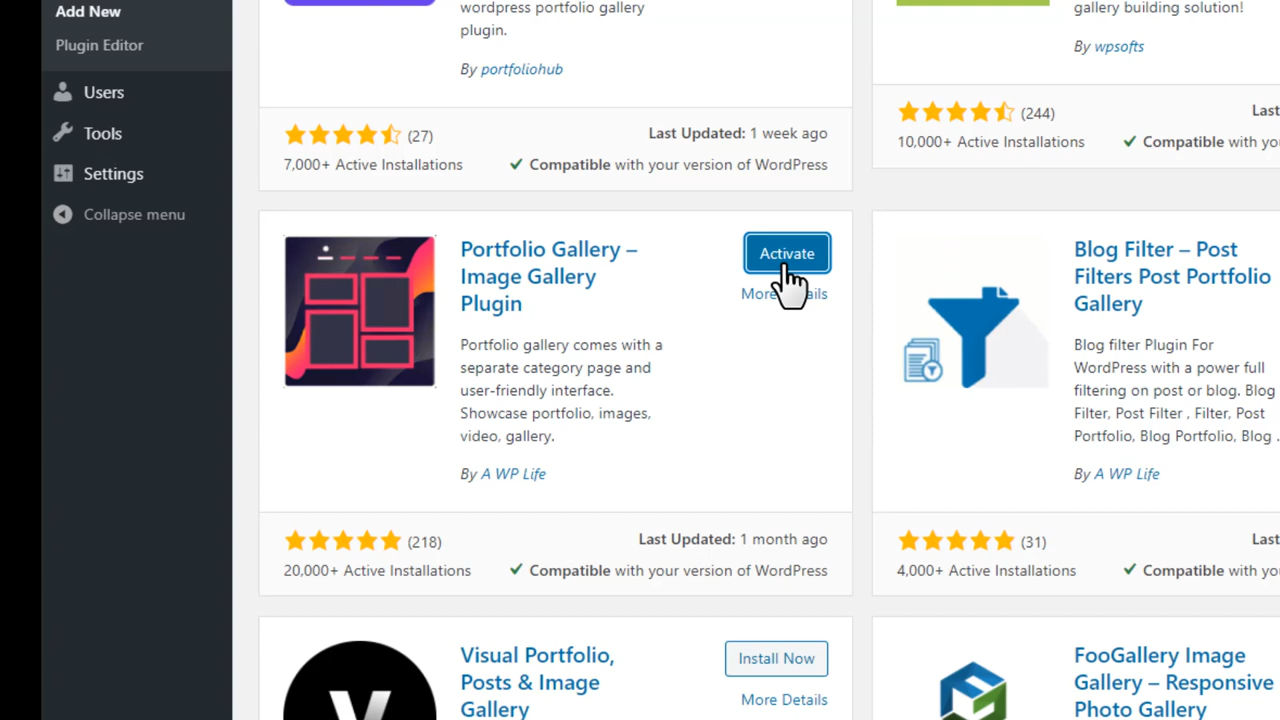 Add New
Plugin Editor
Users
Tools
Settings
Collapse menu
wordpress portfolio gallery
plugin.
By portfoliohub
(27)
Last Updated: 1 week ago
7,000+ Active Installations
Compatible with your version of WordPress
gallery building solution!
By wpsofts
(244)
Las
10,000+ Active Installations
Compatible with yo
Portfolio Gallery –
Image Gallery
Plugin
Activate
More Details
Portfolio gallery comes with a
separate category page and
user-friendly interface.
Showcase portfolio, images,
video, gallery.
By A WP Life
(218)
Last Updated: 1 month ago
20,000+ Active Installations
Compatible with your version of WordPress
Blog Filter – Post
Filters Post Portfolio
Gallery
Blog filter Plugin For
WordPress with a power full
filtering on post or blog. Blog
Filter, Post Filter , Filter, Post
Portfolio, Blog Portfolio, Blog .
By A WP Life
(31)
Las
4,000+ Active Installations
Compatible with yo
Visual Portfolio,
Posts & Image
Gallery
Install Now
More Details
FooGallery Image
Gallery – Responsive
Photo Gallery